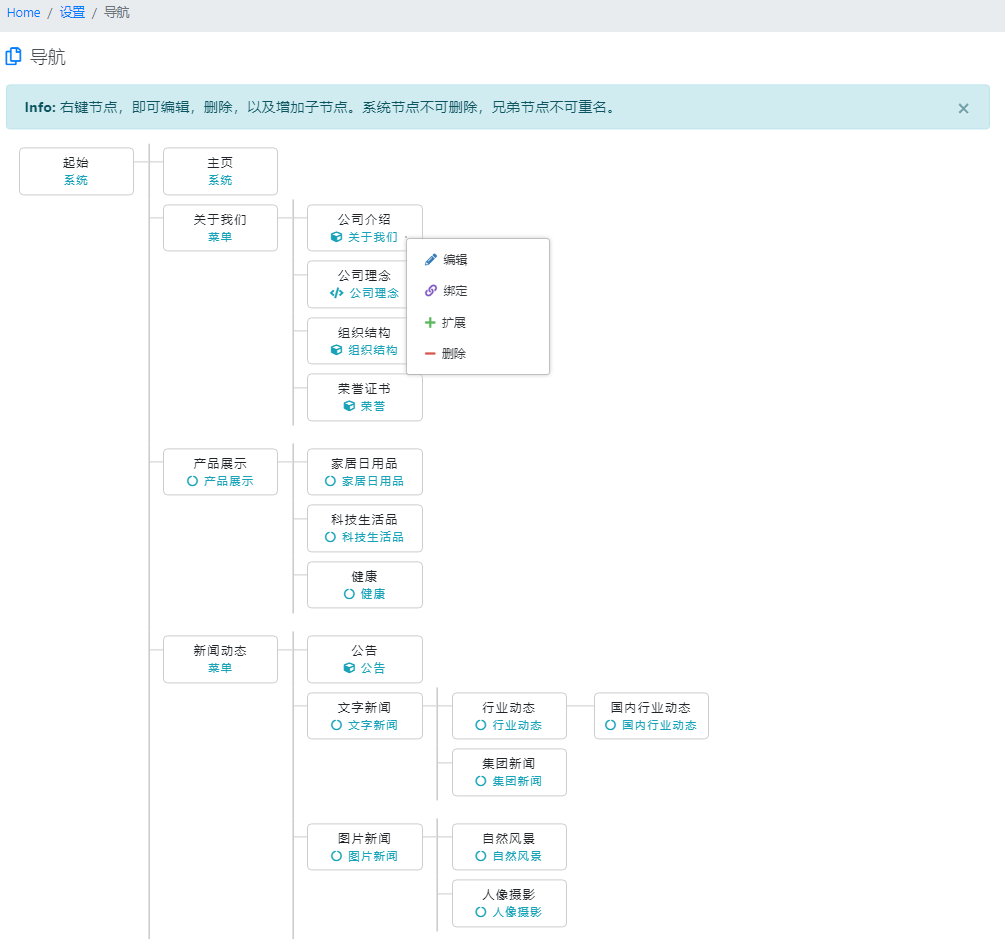 Home / 设置 / 导航
导航
Info: 右键节点，即可编辑，删除，以及增加子节点。系统节点不可删除，兄弟节点不可重名。
×
起始
系统
主页
系统
关于我们
菜单
公司介绍
关于我们
编辑
绑定
扩展
删除
公司理念
公司理念
组织结构
组织结构
荣誉证书
荣誉
产品展示
产品展示
家居日用品
家居日用品
科技生活品
科技生活品
健康
健康
新闻动态
菜单
公告
公告
文字新闻
文字新闻
行业动态
行业动态
国内行业动态
国内行业动态
集团新闻
集团新闻
图片新闻
图片新闻
自然风景
自然风景
人像摄影
人像摄影